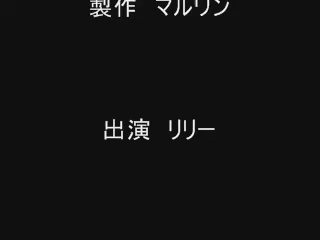 製作　マルリン
出演　リリー